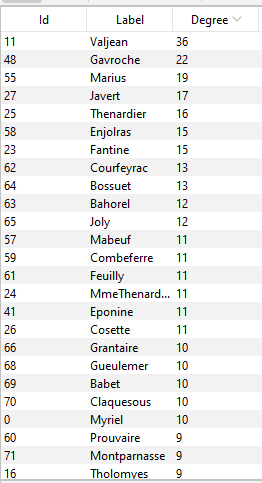 Id Label Degree
11 Valjean 36
48 Gavroche 22
55 Marius 19
27 Javert 17
25 Thenardier 16
58 Enjolras 15
23 Fantine 15
62 Courfeyrac 13
64 Bossuet 13
63 Bahorel 12
65 Joly 12
57 Mabeuf 11
59 Combeferre 11
61 Feuilly 11
24 MmeThenard... 11
41 Eponine 11
26 Cosette 11
66 Grantaire 10
68 Gueulemer 10
69 Babet 10
70 Claquesous 10
0 Myriel 10
60 Prouvaire 9
71 Montparnasse 9
16 Tholomyes 9